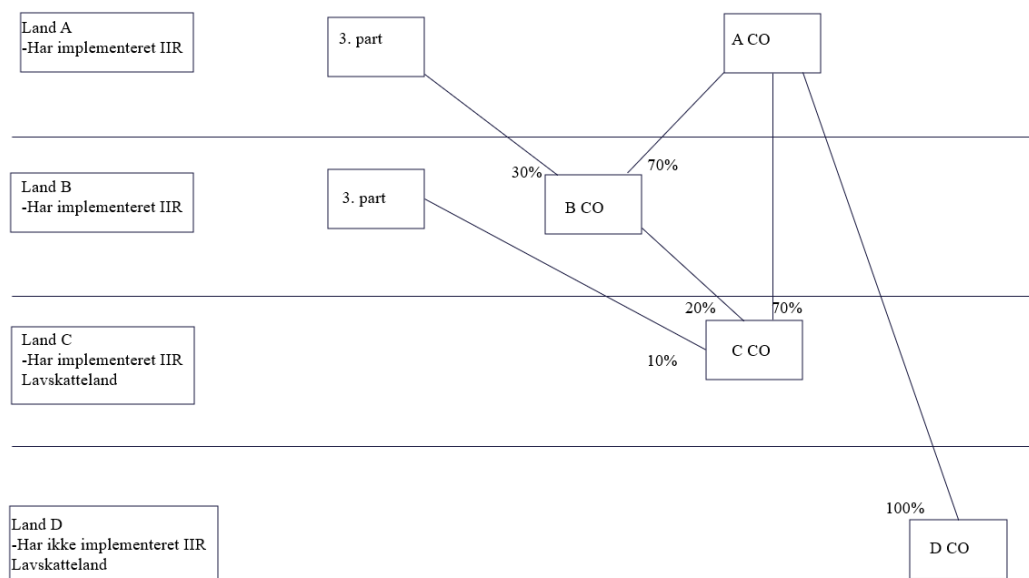 Land A
-Har implementeret IIR
3. part
A CO
Land B
-Har implementeret IIR
3. part
30%
70%
B CO
Land C
-Har implementeret IIR
Lavskatteland
20%
70%
10%
C CO
Land D
-Har ikke implementeret IIR
Lavskatteland
100%
D CO